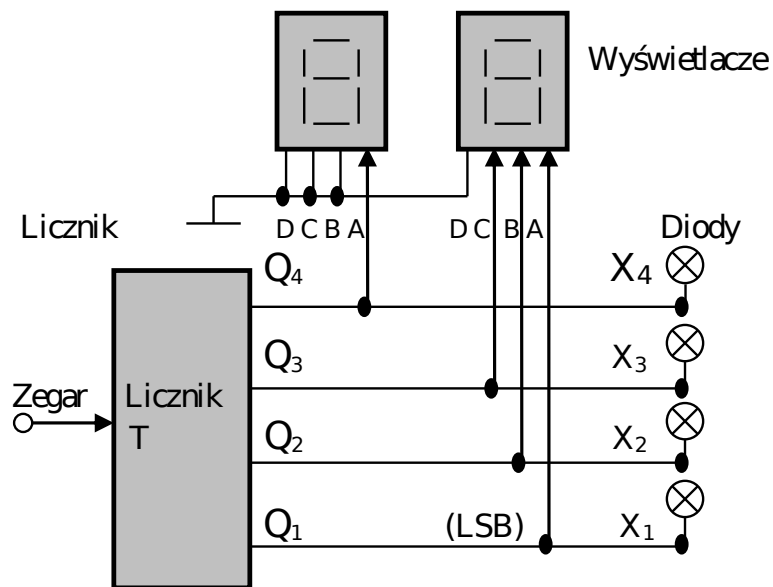 Wyświetlacze
Licznik
D C B A
D C B A
Diody
Q4
X4
Q3
X3
Zegar
Licznik
T
Q2
X2
Q1
(LSB)
X1